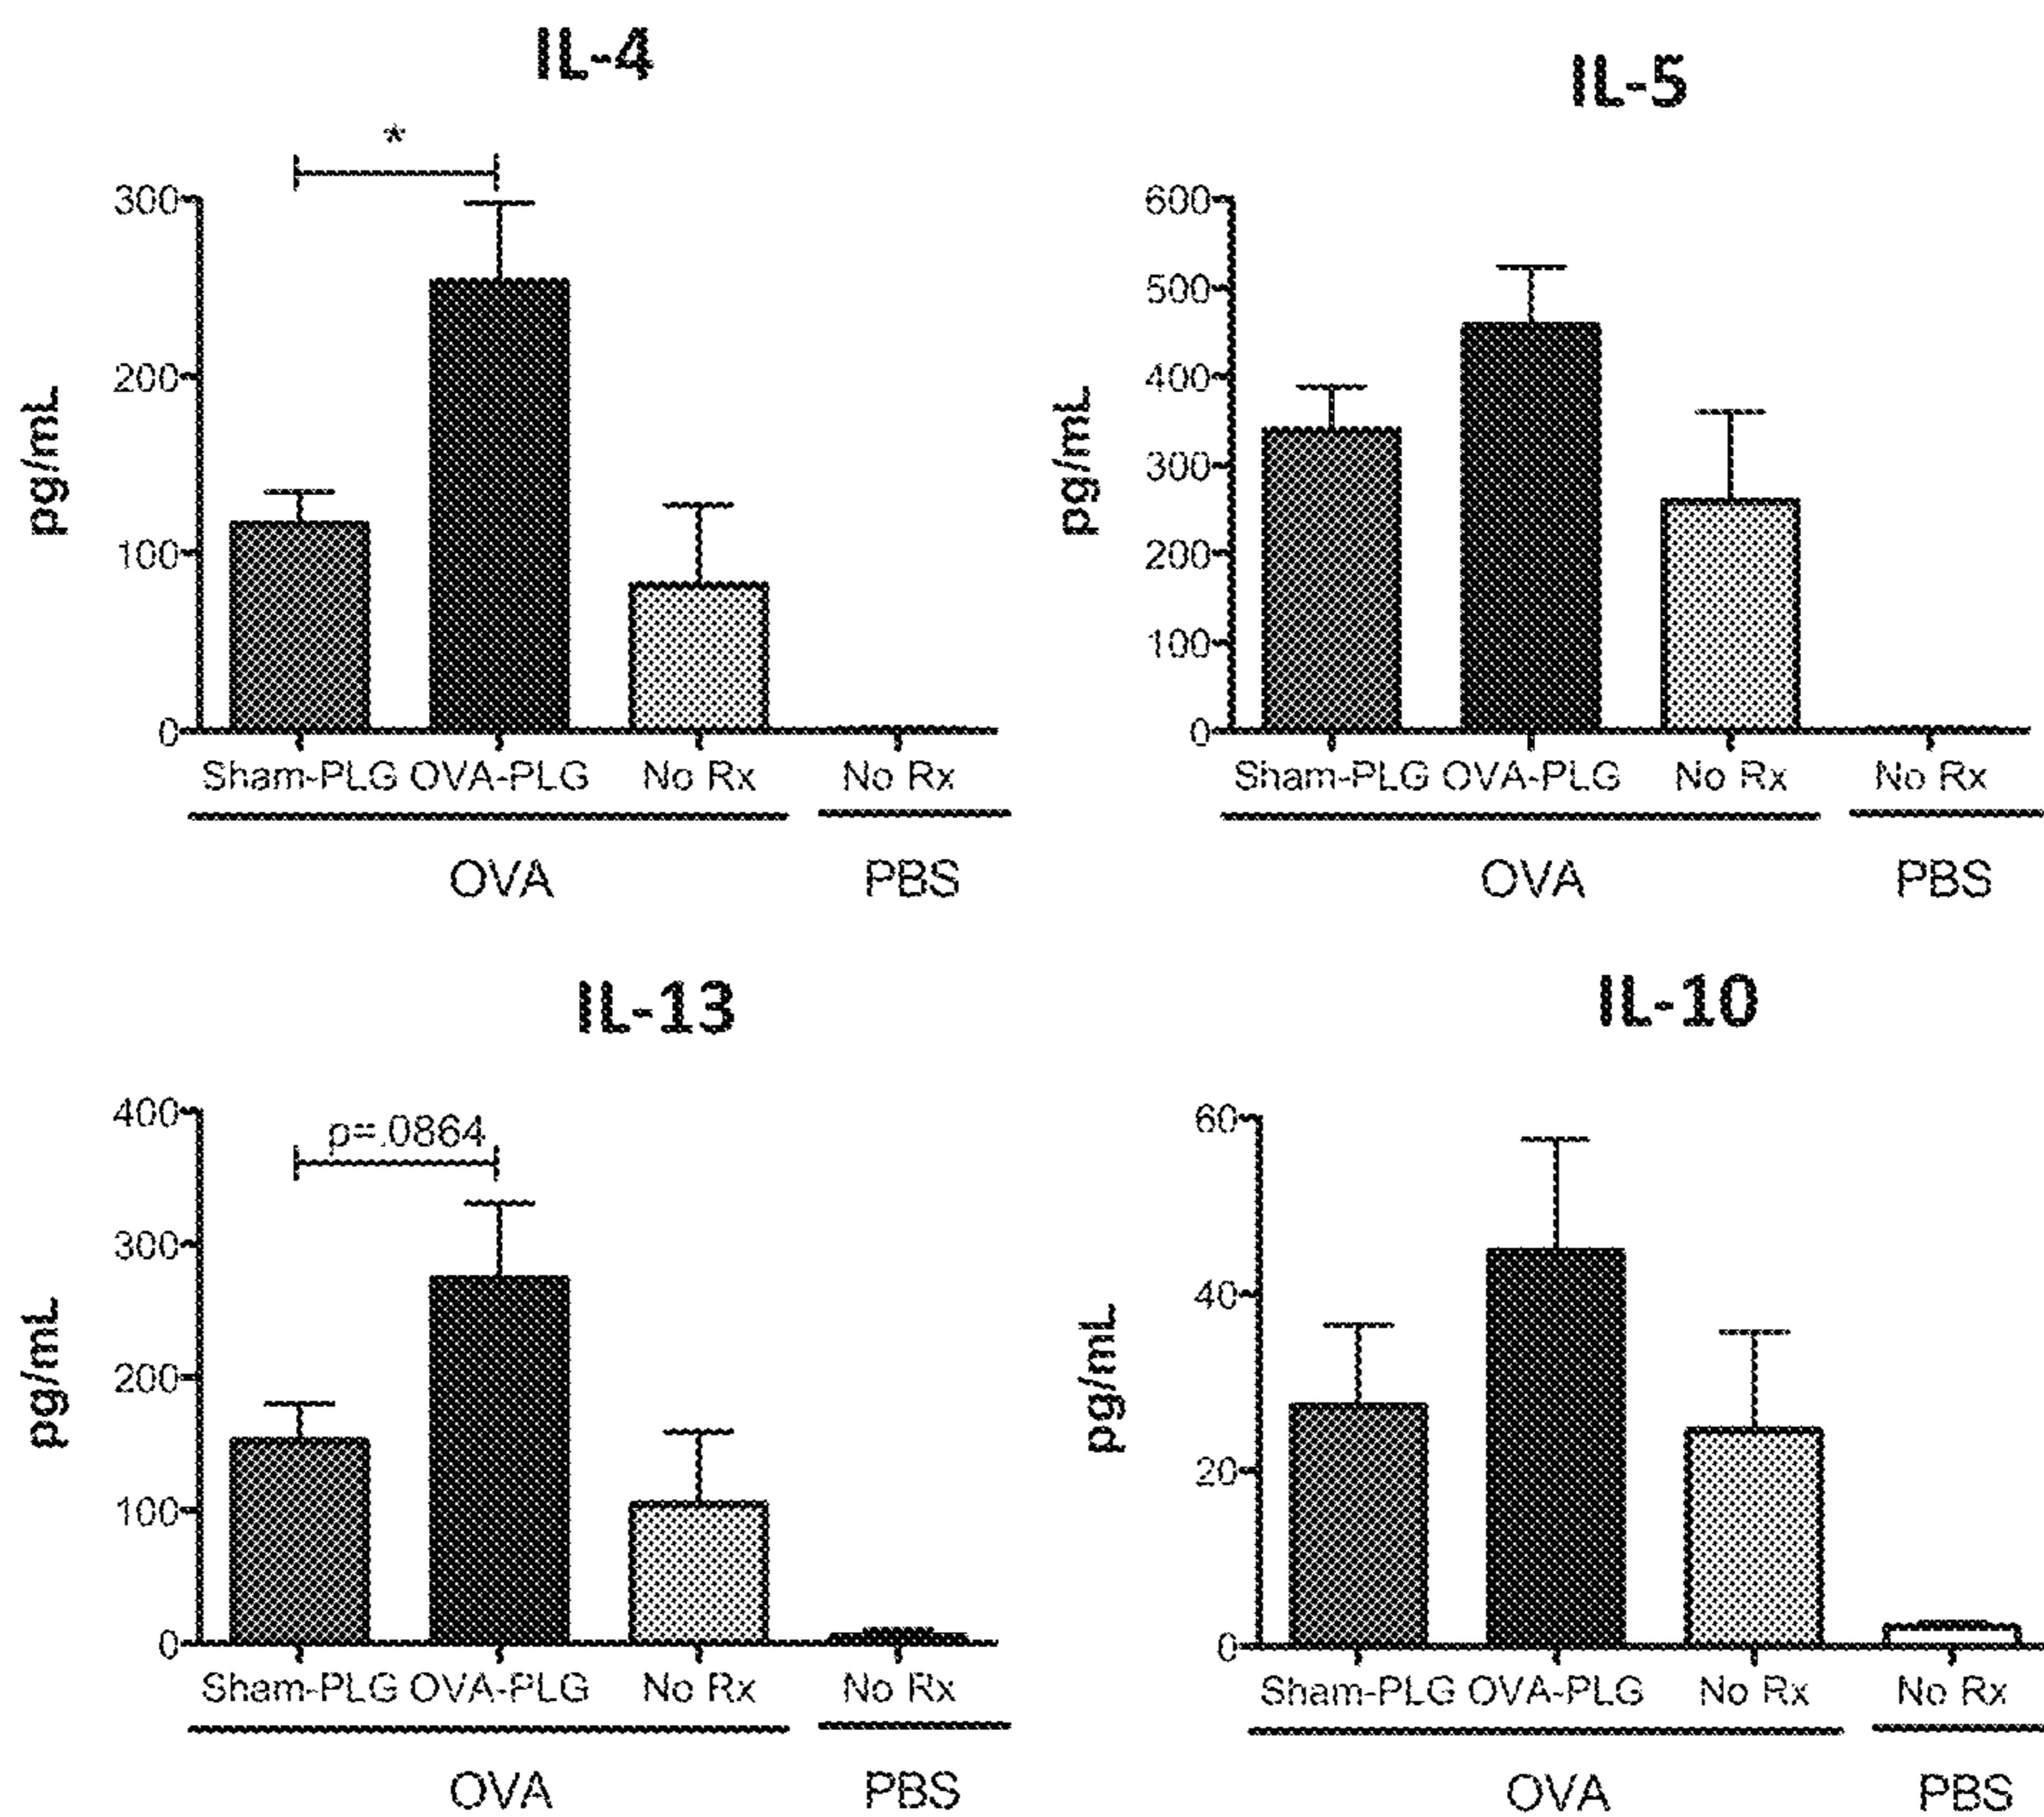 IL-4
*
300
200
100
0
pg/mL
Sham-PLG OVA-PLG No Rx No Rx
OVA PBS
IL-5
600
500
400
300
200
100
0
pg/mL
Sham-PLG OVA-PLG No Rx No Rx
OVA PBS
IL-13
p=.0864
400
300
200
100
0
pg/mL
Sham-PLG OVA-PLG No Rx No Rx
OVA PBS
IL-10
60
40
20
0
pg/mL
Sham-PLG OVA-PLG No Rx No Rx
OVA PBS